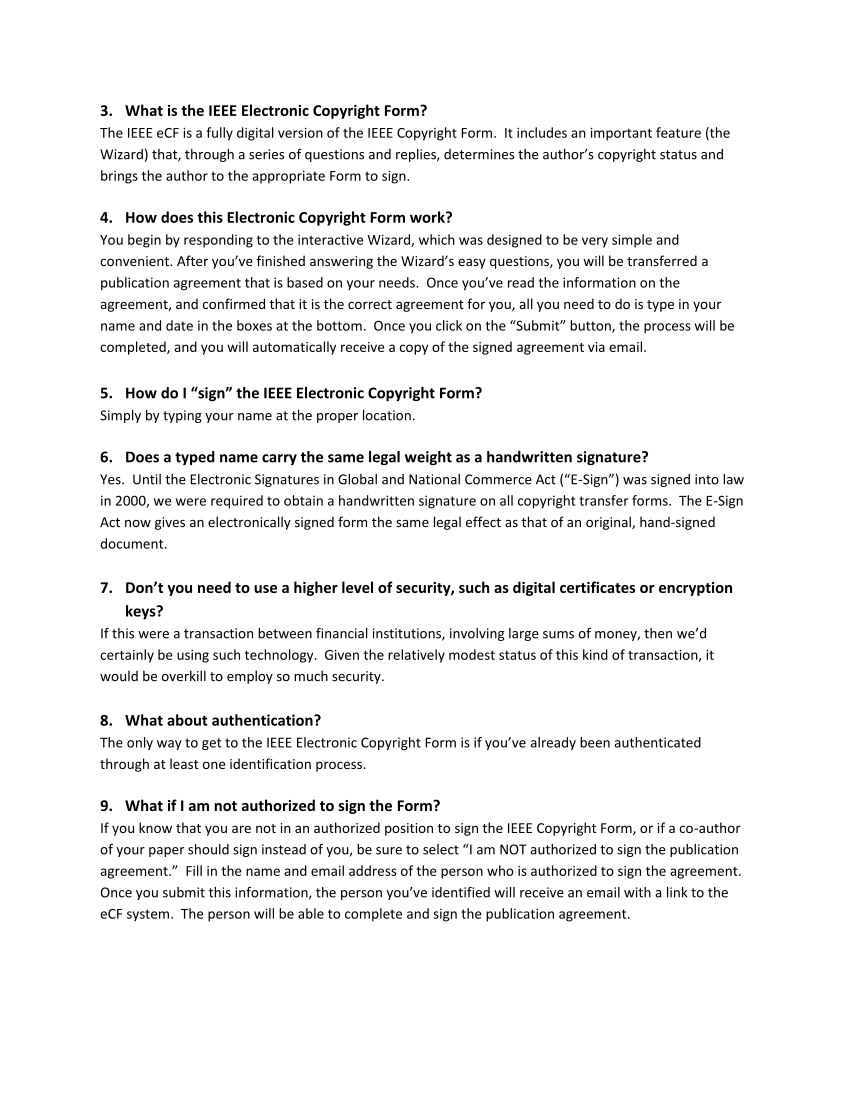 3. What is the IEEE Electronic Copyright Form?
The IEEE eCF is a fully digital version of the IEEE Copyright Form.  It includes an important feature (the
Wizard) that, through a series of questions and replies, determines the author’s copyright status and
brings the author to the appropriate Form to sign.
4. How does this Electronic Copyright Form work?
You begin by responding to the interactive Wizard, which was designed to be very simple and
convenient. After you’ve finished answering the Wizard’s easy questions, you will be transferred a
publication agreement that is based on your needs.  Once you’ve read the information on the
agreement, and confirmed that it is the correct agreement for you, all you need to do is type in your
name and date in the boxes at the bottom.  Once you click on the “Submit” button, the process will be
completed, and you will automatically receive a copy of the signed agreement via email.
5. How do I “sign” the IEEE Electronic Copyright Form?
Simply by typing your name at the proper location.
6. Does a typed name carry the same legal weight as a handwritten signature?
Yes.  Until the Electronic Signatures in Global and National Commerce Act (“E-Sign”) was signed into law
in 2000, we were required to obtain a handwritten signature on all copyright transfer forms.  The E-Sign
Act now gives an electronically signed form the same legal effect as that of an original, hand-signed
document.
7. Don’t you need to use a higher level of security, such as digital certificates or encryption
keys?
If this were a transaction between financial institutions, involving large sums of money, then we’d
certainly be using such technology.  Given the relatively modest status of this kind of transaction, it
would be overkill to employ so much security.
8. What about authentication?
The only way to get to the IEEE Electronic Copyright Form is if you’ve already been authenticated
through at least one identification process.
9. What if I am not authorized to sign the Form?
If you know that you are not in an authorized position to sign the IEEE Copyright Form, or if a co-author
of your paper should sign instead of you, be sure to select “I am NOT authorized to sign the publication
agreement.”  Fill in the name and email address of the person who is authorized to sign the agreement.
Once you submit this information, the person you’ve identified will receive an email with a link to the
eCF system.  The person will be able to complete and sign the publication agreement.